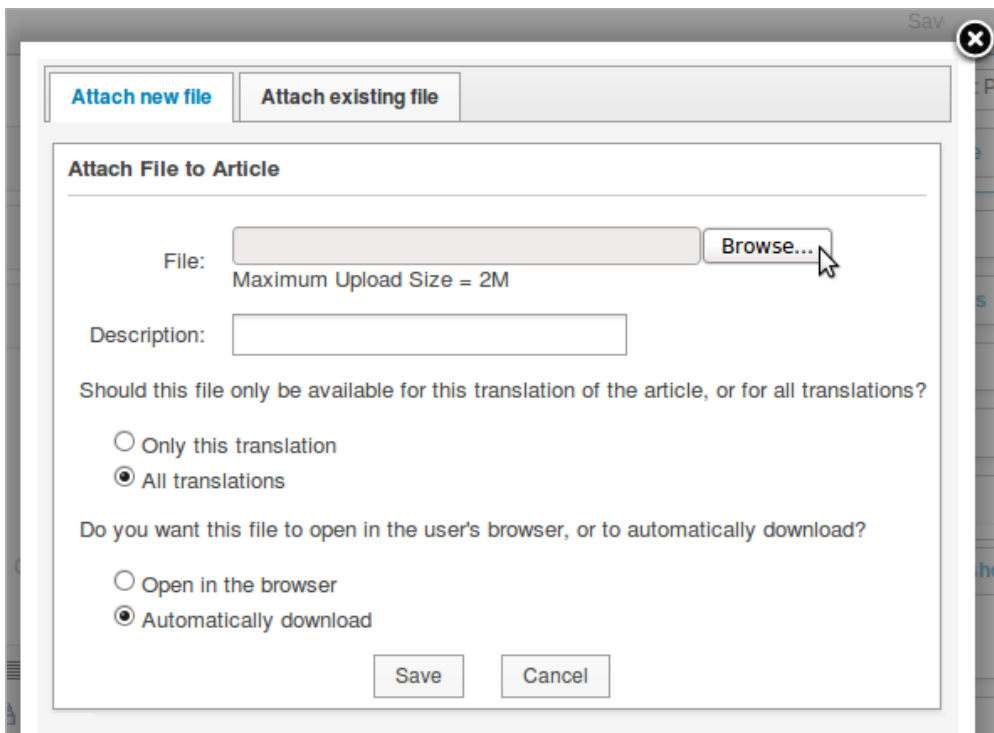 Sav
Attach new file
Attach existing file
Attach File to Article
File:
Browse...
Maximum Upload Size = 2M
Description:
Should this file only be available for this translation of the article, or for all translations?
Only this translation
All translations
Do you want this file to open in the user's browser, or to automatically download?
Open in the browser
Automatically download
Save
Cancel